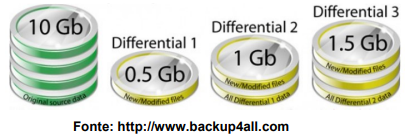 10 Gb
Original source data
Differential 1
0.5 Gb
New/Modified files
Differential 2
1 Gb
New/Modified files
All Differential 1 data
Differential 3
1.5 Gb
New/Modified files
All Differential 2 data
Fonte: http://www.backup4all.com